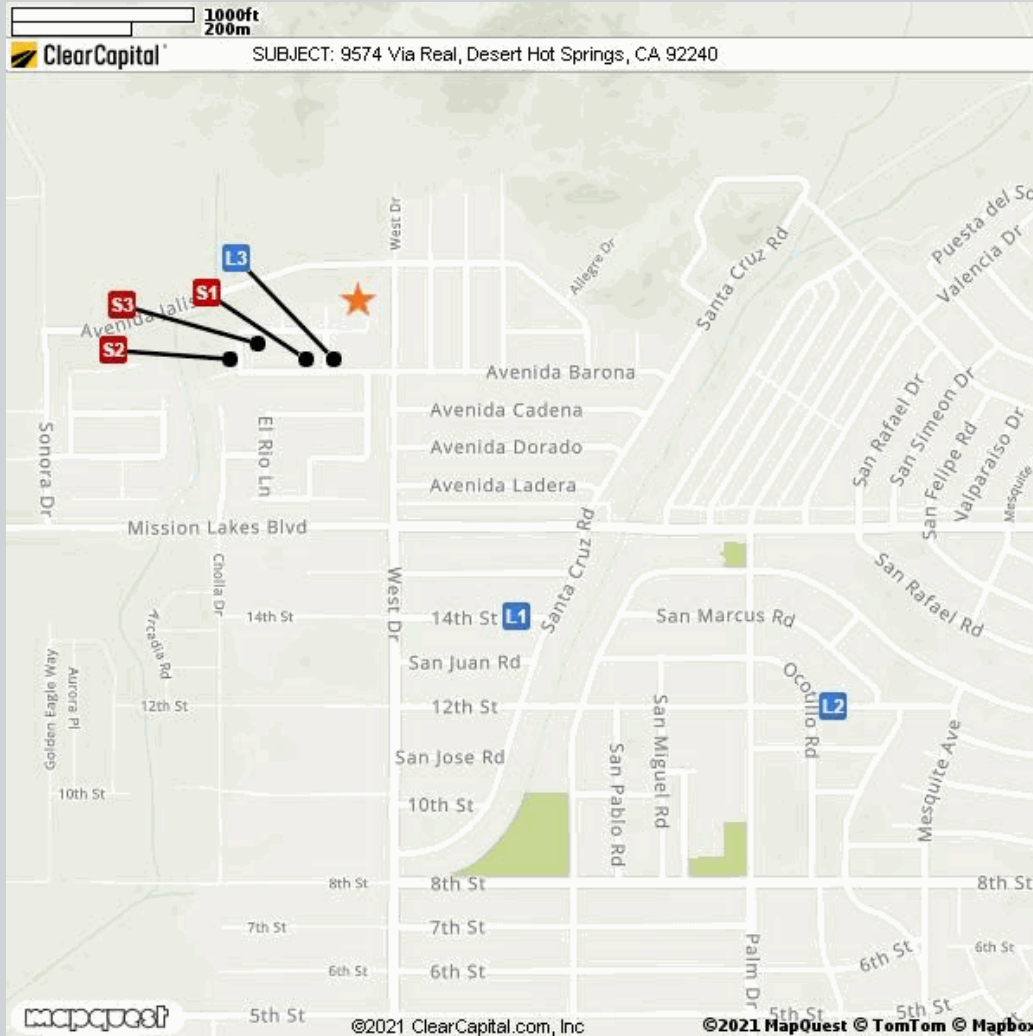 1000ft
200m
ClearCapital
SUBJECT: 9574 Via Real, Desert Hot Springs, CA 92240
West Dr
Santa Cruz Rd
Puesta del So
Valencia Dr
Allegre Dr
L3
S1
S3
Avenida Jalis
S2
Avenida Barona
Avenida Cadena
Avenida Dorado
Avenida Ladera
El Rio Ln
Sonora Dr
San Rafael Dr
San Simeon Dr
San Felipe Rd
Valparaiso Dr
Mesquite
Mission Lakes Blvd
Santa Cruz Rd
Cholla Dr
West Dr
14th St
14th St
L1
San Marcus Rd
San Rafael Rd
Arcadia Rd
San Juan Rd
Golden Eagle Way
Aurora Pl
12th St
12th St
Ocotillo Rd
L2
San Miguel Rd
San Pablo Rd
San Jose Rd
Mesquite Ave
10th St
10th St
8th St
8th St
8th St
7th St
7th St
6th St
6th St
6th St
6th St
Palm Dr
5th St
5th St
5th St
mapquest
©2021 ClearCapital.com, Inc
©2021 MapQuest © TomTom © Mapbox